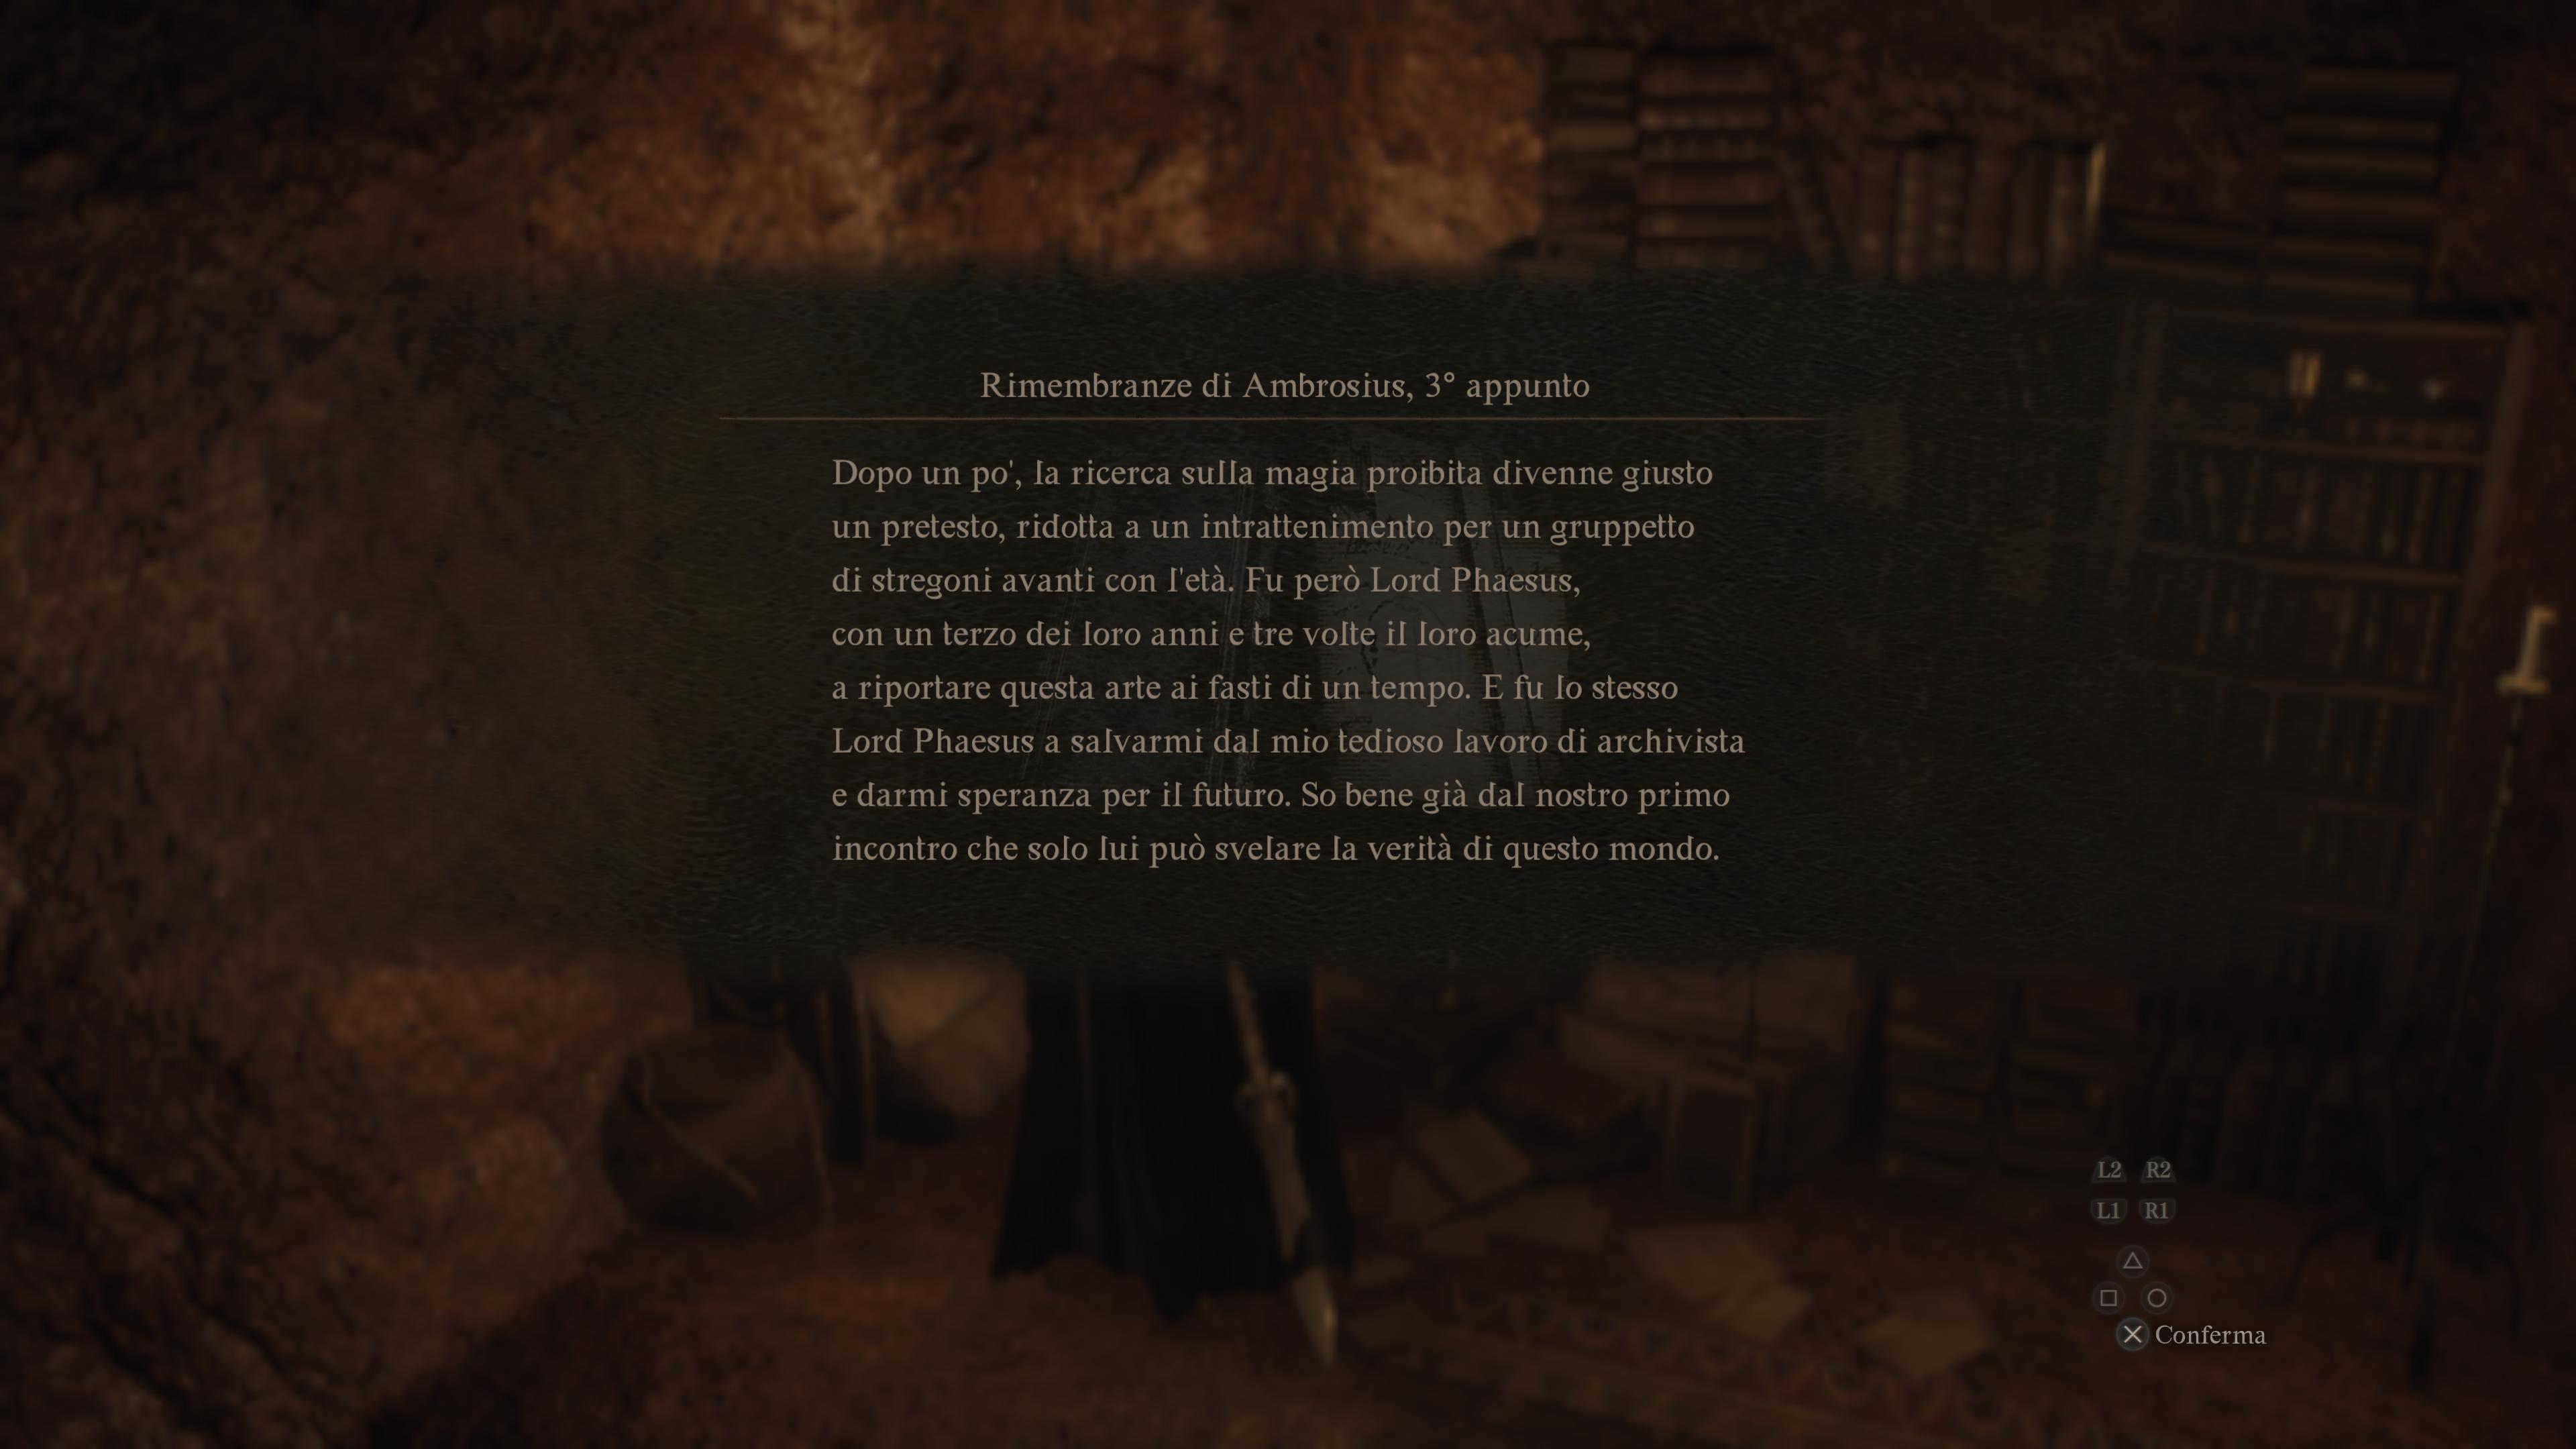 Rimembranze di Ambrosius, 3° appunto
Dopo un po', la ricerca sulla magia proibita divenne giusto
un pretesto, ridotta a un intrattenimento per un gruppetto
di stregoni avanti con l'età. Fu però Lord Phaesus,
con un terzo dei loro anni e tre volte il loro acume,
a riportare questa arte ai fasti di un tempo. E fu lo stesso
Lord Phaesus a salvarmi dal mio tedioso lavoro di archivista
e darmi speranza per il futuro. So bene già dal nostro primo
incontro che solo lui può svelare la verità di questo mondo.
L2 R2
L1 R1
Conferma